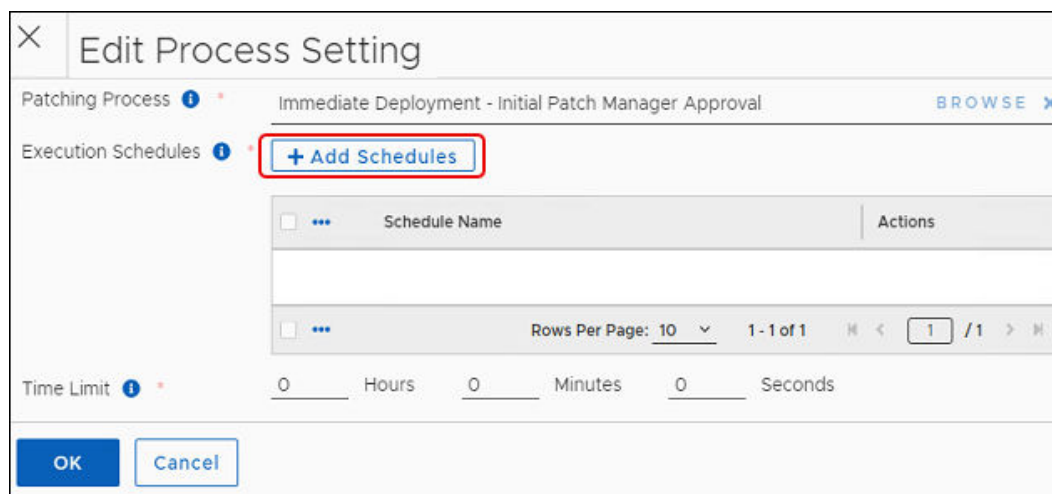 Edit Process Setting
Patching Process * Immediate Deployment - Initial Patch Manager Approval BROWSE
Execution Schedules * + Add Schedules
Schedule Name Actions
Rows Per Page: 10 1 - 1 of 1 1 / 1
Time Limit * 0 Hours 0 Minutes 0 Seconds
OK Cancel